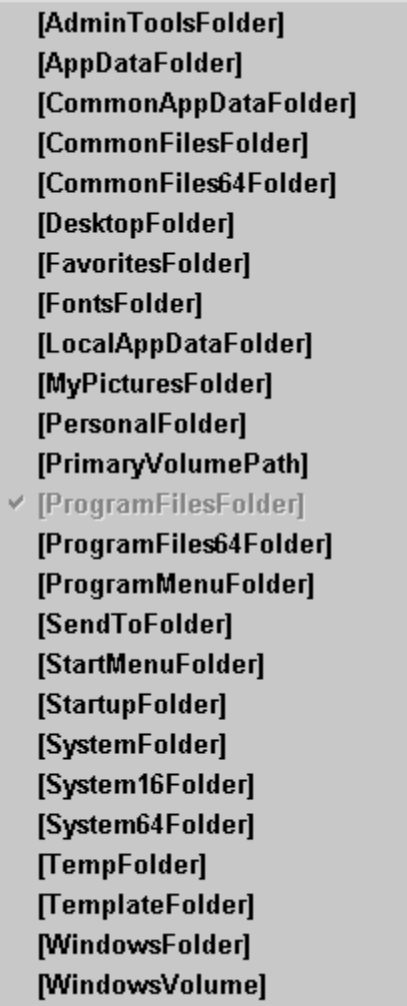 [AdminToolsFolder]
[AppDataFolder]
[CommonAppDataFolder]
[CommonFilesFolder]
[CommonFiles64Folder]
[DesktopFolder]
[FavoritesFolder]
[FontsFolder]
[LocalAppDataFolder]
[MyPicturesFolder]
[PersonalFolder]
[PrimaryVolumePath]
[ProgramFilesFolder]
[ProgramFiles64Folder]
[ProgramMenuFolder]
[SendToFolder]
[StartMenuFolder]
[StartupFolder]
[SystemFolder]
[System16Folder]
[System64Folder]
[TempFolder]
[TemplateFolder]
[WindowsFolder]
[WindowsVolume]